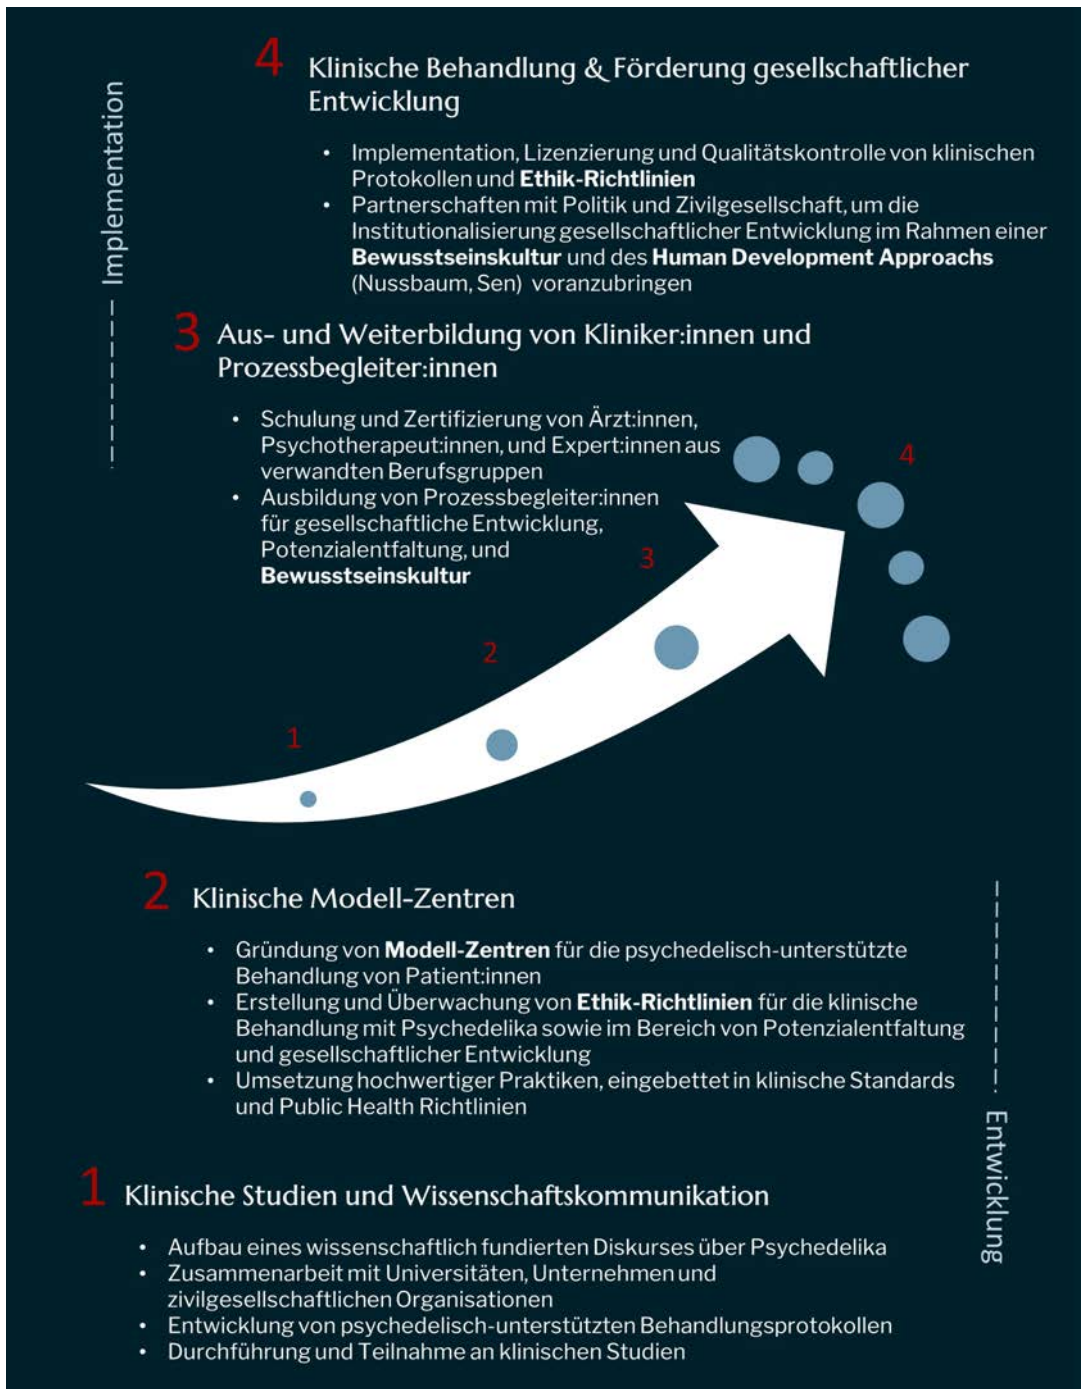 4 Klinische Behandlung & Förderung gesellschaftlicher
Entwicklung
• Implementation, Lizenzierung und Qualitätskontrolle von klinischen
Protokollen und Ethik-Richtlinien
• Partnerschaften mit Politik und Zivilgesellschaft, um die
Institutionalisierung gesellschaftlicher Entwicklung im Rahmen einer
Bewusstseinskultur und des Human Development Approachs
(Nussbaum, Sen) voranzubringen
Implementation
3 Aus- und Weiterbildung von Kliniker:innen und
Prozessbegleiter:innen
• Schulung und Zertifizierung von Ärzt:innen,
Psychotherapeut:innen, und Expert:innen aus
verwandten Berufsgruppen
• Ausbildung von Prozessbegleiter:innen
für gesellschaftliche Entwicklung,
Potenzialentfaltung, und
Bewusstseinskultur
4
3
2
1
2 Klinische Modell-Zentren
• Gründung von Modell-Zentren für die psychedelisch-unterstützte
Behandlung von Patient:innen
• Erstellung und Überwachung von Ethik-Richtlinien für die klinische
Behandlung mit Psychedelika sowie im Bereich von Potenzialentfaltung
und gesellschaftlicher Entwicklung
• Umsetzung hochwertiger Praktiken, eingebettet in klinische Standards
und Public Health Richtlinien
Entwicklung
1 Klinische Studien und Wissenschaftskommunikation
• Aufbau eines wissenschaftlich fundierten Diskurses über Psychedelika
• Zusammenarbeit mit Universitäten, Unternehmen und
zivilgesellschaftlichen Organisationen
• Entwicklung von psychedelisch-unterstützten Behandlungsprotokollen
• Durchführung und Teilnahme an klinischen Studien